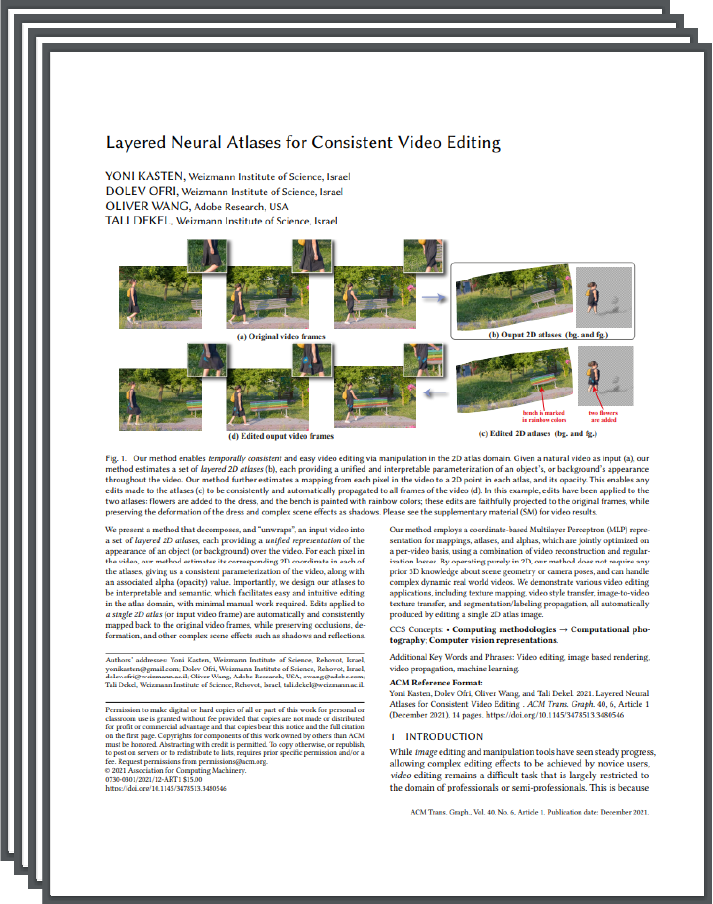 Layered Neural Atlases for Consistent Video Editing
YONI KASTEN, Weizmann Institute of Science, Israel
DOLEV OFRI, Weizmann Institute of Science, Israel
OLIVER WANG, Adobe Research, USA
TALI DEKEL, Weizmann Institute of Science, Israel
(a) Original video frames
(b) Ouput 2D atlases (bg. and fg.)
bench is marked
in rainbow colors
two flowers
are added
(d) Edited ouput video frames
(c) Edited 2D atlases (bg. and fg.)
Fig. 1. Our method enables temporally consistent and easy video editing via manipulation in the 2D atlas domain. Given a natural video as input (a), our
method estimates a set of layered 2D atlases (b), each providing a unified and interpretable parameterization of an object's, or background's appearance
throughout the video. Our method further estimates a mapping from each pixel in the video to a 2D point in each atlas, and its opacity. This enables any
edits made to the atlases (c) to be consistently and automatically propagated to all frames of the video (d). In this example, edits have been applied to the
two atlases: flowers are added to the dress, and the bench is painted with rainbow colors; these edits are faithfully projected to the original frames, while
preserving the deformation of the dress and complex scene effects as shadows. Please see the supplementary material (SM) for video results.
We present a method that decomposes, and "unwraps", an input video into
a set of layered 2D atlases, each providing a unified representation of the
appearance of an object (or background) over the video. For each pixel in
the video, our method estimates its corresponding 2D coordinate in each of
the atlases, giving us a consistent parameterization of the video, along with
an associated alpha (opacity) value. Importantly, we design our atlases to
be interpretable and semantic, which facilitates easy and intuitive editing
in the atlas domain, with minimal manual work required. Edits applied to
a single 2D atlas (or input video frame) are automatically and consistently
mapped back to the original video frames, while preserving occlusions, de-
formation, and other complex scene effects such as shadows and reflections
Authors' addresses: Yoni Kasten, Weizmann Institute of Science, Rehovot, Israel,
yonikasten@gmail.com; Dolev Ofri, Weizmann Institute of Science, Rehovot, Israel,
dolev.ofri@weizmann.ac.il; Oliver Wang, Adobe Research, USA, owang@adobe.com;
Tali Dekel, Weizmann Institute of Science, Rehovot, Israel, tali.dekel@weizmann.ac.il.
Permission to make digital or hard copies of all or part of this work for personal or
classroom use is granted without fee provided that copies are not made or distributed
for profit or commercial advantage and that copies bear this notice and the full citation
on the first page. Copyrights for components of this work owned by others than ACM
must be honored. Abstracting with credit is permitted. To copy otherwise, or republish,
to post on servers or to redistribute to lists, requires prior specific permission and/or a
fee. Request permissions from permissions@acm.org.
© 2021 Association for Computing Machinery.
0730-0301/2021/12-ART1 $15.00
https://doi.org/10.1145/3478513.3480546
Our method employs a coordinate-based Multilayer Perceptron (MLP) repre-
sentation for mappings, atlases, and alphas, which are jointly optimized on
a per-video basis, using a combination of video reconstruction and regular-
ization losses. By operating purely in 2D, our method does not require any
prior 3D knowledge about scene geometry or camera poses, and can handle
complex dynamic real world videos. We demonstrate various video editing
applications, including texture mapping, video style transfer, image-to-video
texture transfer, and segmentation/labeling propagation, all automatically
produced by editing a single 2D atlas image.
CCS Concepts: • Computing methodologies → Computational pho-
tography; Computer vision representations.
Additional Key Words and Phrases: Video editing, image based rendering,
video propagation, machine learning.
ACM Reference Format:
Yoni Kasten, Dolev Ofri, Oliver Wang, and Tali Dekel. 2021. Layered Neural
Atlases for Consistent Video Editing . ACM Trans. Graph. 40, 6, Article 1
(December 2021), 14 pages. https://doi.org/10.1145/3478513.3480546
1 INTRODUCTION
While image editing and manipulation tools have seen steady progress,
allowing complex editing effects to be achieved by novice users,
video editing remains a difficult task that is largely restricted to
the domain of professionals or semi-professionals. This is because
ACM Trans. Graph., Vol. 40, No. 6, Article 1. Publication date: December 2021.